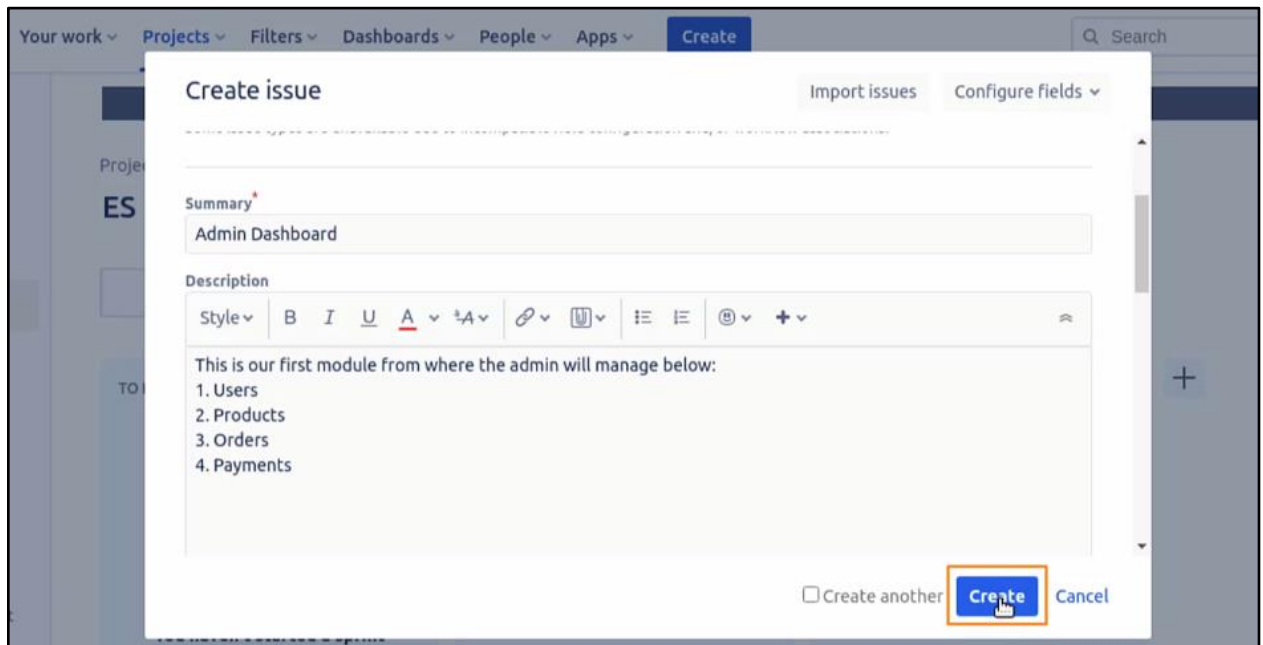 Your work Projects Filters Dashboards People Apps Create Search
Create issue Import issues Configure fields
Proje
ES
Summary*
Admin Dashboard
Description
Style B I U A
This is our first module from where the admin will manage below:
1. Users
2. Products
3. Orders
4. Payments
TO
Create another Create Cancel